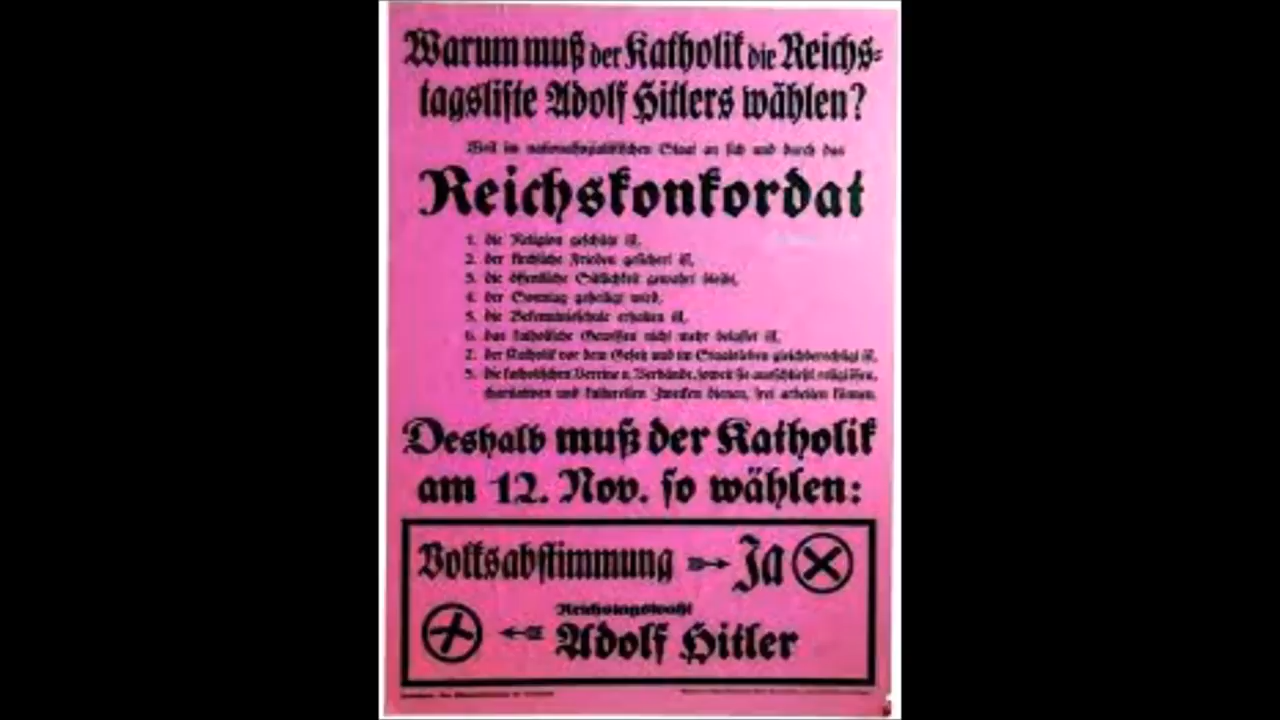 Warum muß der Katholik die Reichs-
tagsliste Adolf Hitlers wählen?
Weil im nationalsozialistischen Staat an sich und durch das
Reichskonkordat
1. die Religion geschützt ist,
2. der kirchliche Frieden gesichert ist,
3. die öffentliche Sittlichkeit gewahrt bleibt,
4. der Sonntag geheiligt wird,
5. die Bekenntnisschule erhalten ist,
6. das katholische Gewissen nicht mehr belastet ist,
7. der Katholik vor dem Gesetz und im Staatsleben gleichberechtigt ist,
die katholischen Vereine u. Verbände, soweit sie ausschließl. religiösen,
charitativen und kulturellen Zwecken dienen, frei arbeiten können.
Deshalb muß der Katholik
am 12. Nov. so wählen:
Volksabstimmung Ja
Reichstagswahl
Adolf Hitler